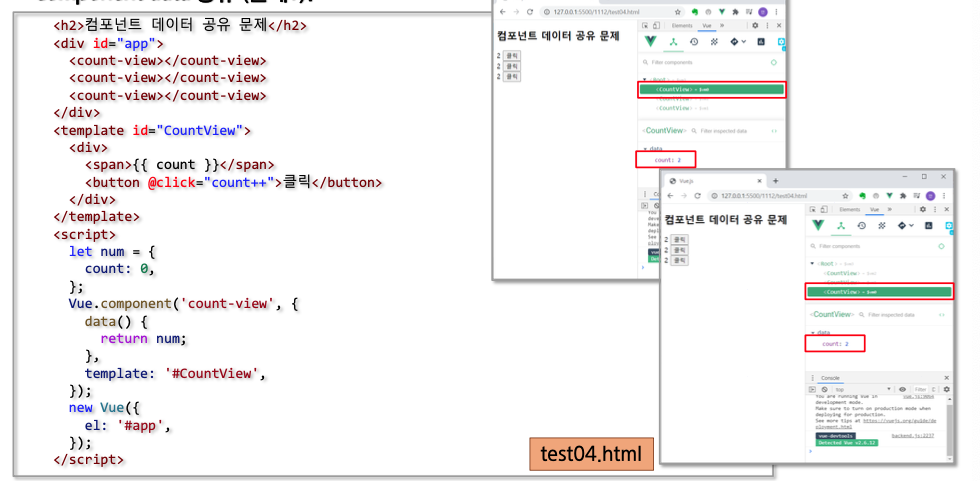 <h2>컴포넌트 데이터 공유 문제</h2>
<div id="app">
<count-view></count-view>
<count-view></count-view>
<count-view></count-view>
</div>
<template id="CountView">
<div>
<span>{{ count }}</span>
<button @click="count++">클릭</button>
</div>
</template>
<script>
let num = {
count: 0,
};
Vue.component('count-view', {
data() {
return num;
},
template: '#CountView',
});
new Vue({
el: '#app',
});
</script>
test04.html
127.0.0.1:5500/1112/test04.html
Elements Vue »
컴포넌트 데이터 공유 문제
2 클릭
2 클릭
2 클릭
Filter components
<Root>
<CountView>
<CountView>
<CountView>
<CountView> Filter inspected data
data
count: 2
Vue.js
127.0.0.1:5500/1112/test04.html
Elements Vue »
컴포넌트 데이터 공유 문제
2 클릭
2 클릭
2 클릭
Filter components
<Root>
<CountView>
<CountView>
<CountView>
<CountView> Filter inspected data
data
count: 2
Console
top Filter
You are running Vue in
development mode.
Make sure to turn on production mode when
deploying for production.
See more tips at https://vuejs.org/guide/de
ployment.html
vue-devtools backend.js:2237
Detected Vue v2.6.12